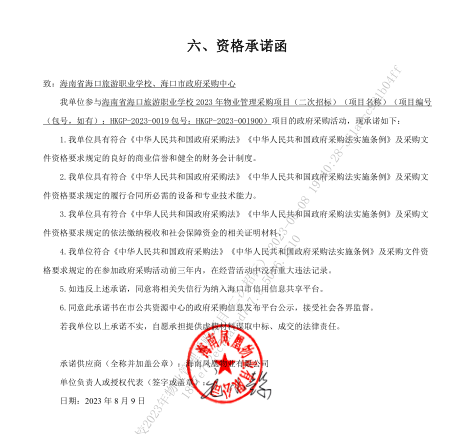 六、资格承诺函
致：海南省海口旅游职业学校、海口市政府采购中心
我单位参与海南省海口旅游职业学校 2023 年物业管理采购项目（二次招标）（项目名称）（项目编号
（包号，如有）：HKGP-2023-0019 包号：HKGP-2023-001900）项目的政府采购活动，现承诺如下：
1.我单位具有符合《中华人民共和国政府采购法》《中华人民共和国政府采购法实施条例》及采购文
件资格要求规定的良好的商业信誉和健全的财务会计制度。
2.我单位具有符合《中华人民共和国政府采购法》《中华人民共和国政府采购法实施条例》及采购文
件资格要求规定的履行合同所必需的设备和专业技术能力。
3.我单位具有符合《中华人民共和国政府采购法》《中华人民共和国政府采购法实施条例》及采购文
件资格要求规定的依法缴纳税收和社会保障资金的相关证明材料。
4.我单位符合《中华人民共和国政府采购法》《中华人民共和国政府采购法实施条例》及采购文件资
格要求规定的在参加政府采购活动前三年内，在经营活动中没有重大违法记录。
5.如违反上述承诺，同意将相关失信行为纳入海口市信用信息共享平台。
6.同意此承诺书在市公共资源中心的政府采购信息发布平台公示，接受社会各界监督。
若我单位以上承诺不实，自愿承担提供虚假材料谋取中标、成交的法律责任。
承诺供应商（全称并加盖公章）：海南凤凰物业有限公司
单位负责人或授权代表（签字或盖章）：
日期：2023 年 8 月 9 日